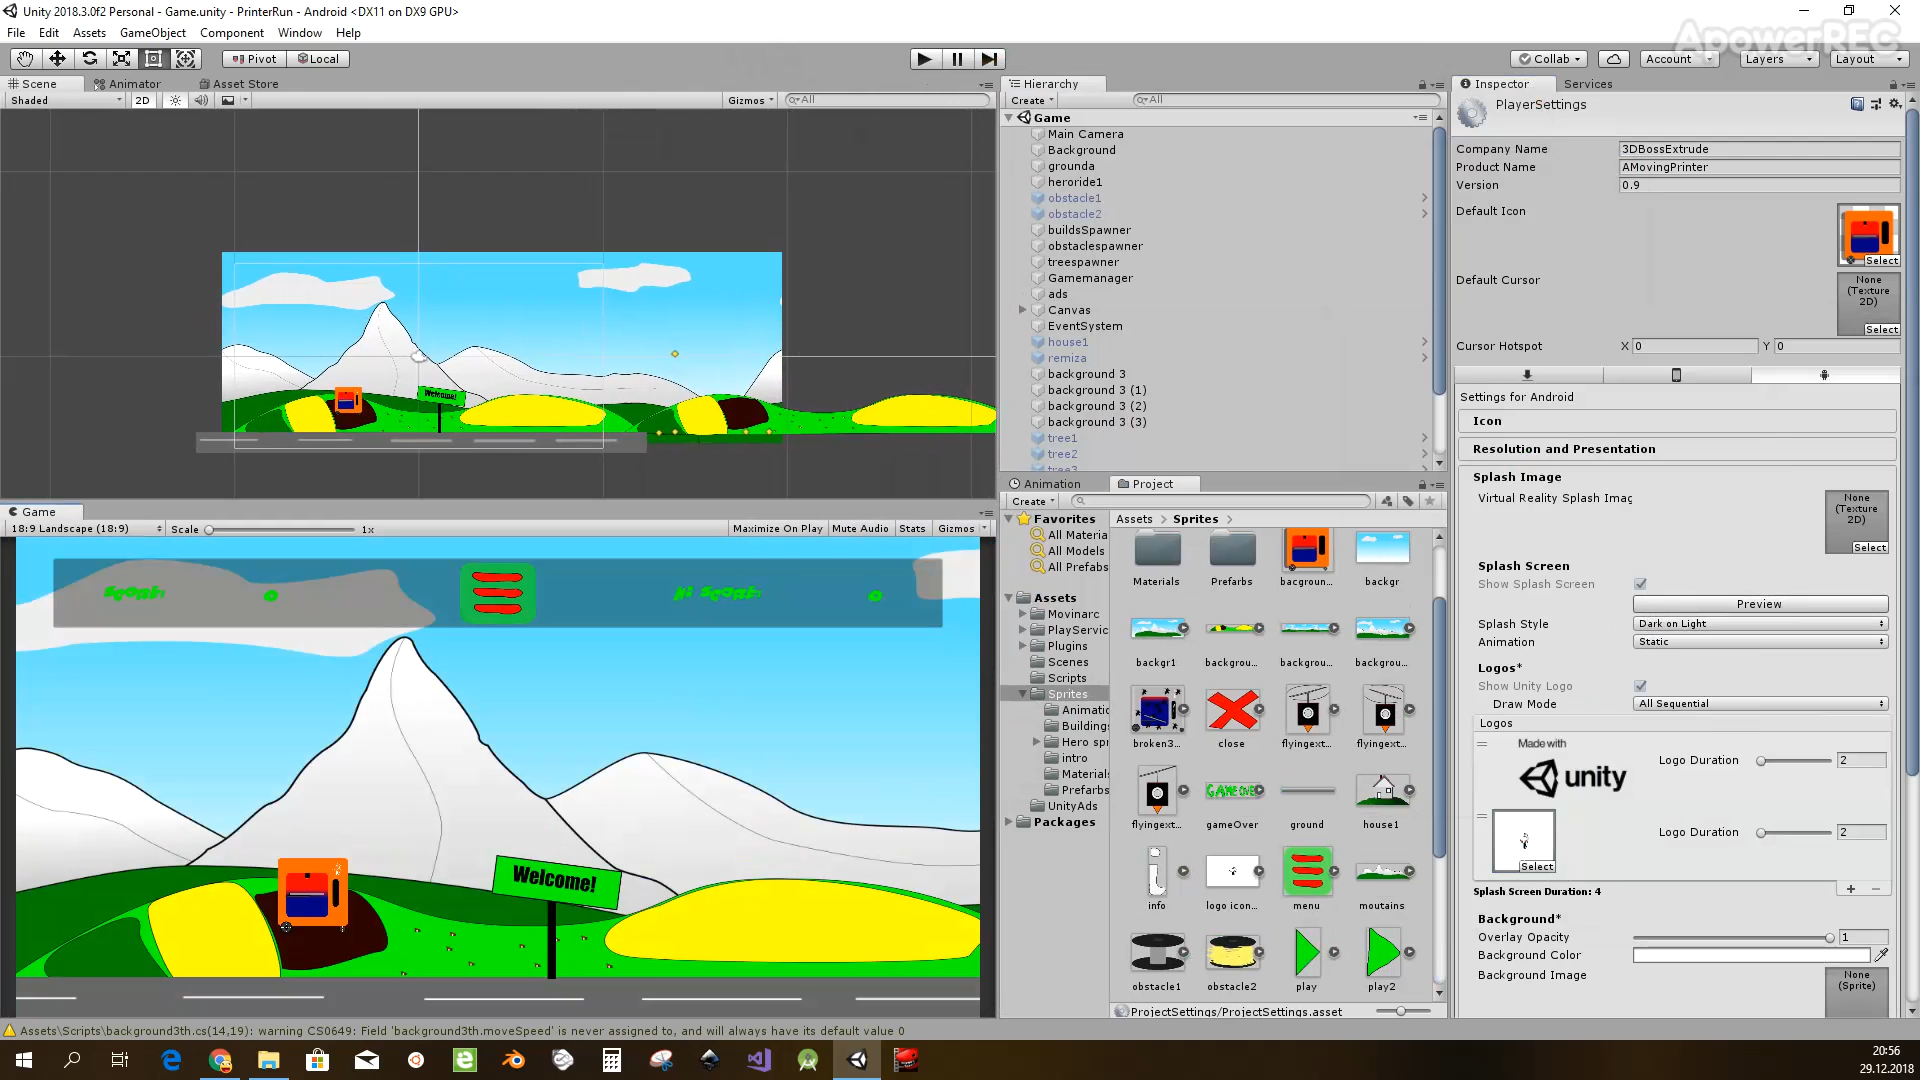 Unity 2018.3.0f2 Personal - Game.unity - PrinterRun - Android <DX11 on DX9 GPU>
ApowerREC
File Edit Assets GameObject Component Window Help
Pivot Local
Collab Account Layers Layout
Scene Animator Asset Store
Shaded 2D Gizmos All
Welcome!
Game
18:9 Landscape (18:9) Scale 1x Maximize On Play Mute Audio Stats Gizmos
Welcome!
Hierarchy
Create All
Game
Main Camera
Background
grounda
heroride1
obstacle1
obstacle2
buildsSpawner
obstaclespawner
treespawner
Gamemanager
ads
Canvas
EventSystem
house1
remiza
background 3
background 3 (1)
background 3 (2)
background 3 (3)
tree1
tree2
tree3
Animation Project
Create
Favorites
All Materia
All Models
All Prefabs
Assets
Movinarc
PlayServic
Plugins
Scenes
Scripts
Sprites
Animatic
Buildings
Hero spr
intro
Materials
Prefarbs
UnityAds
Packages
Assets Sprites
Materials Prefarbs bacgroun... backgr
backgr1 backgrou... backgrou... backgrou...
broken3... close flyingext... flyingext...
GAMEOVER
flyingext... gameOver ground house1
info logo icon... menu moutains
obstacle1 obstacle2 play play2
ProjectSettings/ProjectSettings.asset
Inspector Services
PlayerSettings
Company Name 3DBossExtrude
Product Name AMovingPrinter
Version 0.9
Default Icon Select
Default Cursor None (Texture 2D) Select
Cursor Hotspot X 0 Y 0
Settings for Android
Icon
Resolution and Presentation
Splash Image
Virtual Reality Splash Imag None (Texture 2D) Select
Splash Screen
Show Splash Screen
Preview
Splash Style Dark on Light
Animation Static
Logos*
Show Unity Logo
Draw Mode All Sequential
Logos
Made with
unity
Logo Duration 2
Logo Duration 2
Select
Splash Screen Duration: 4
Background*
Overlay Opacity 1
Background Color
Background Image None (Sprite)
Assets\Scripts\background3th.cs(14,19): warning CS0649: Field 'background3th.moveSpeed' is never assigned to, and will always have its default value 0
20:56
29.12.2018